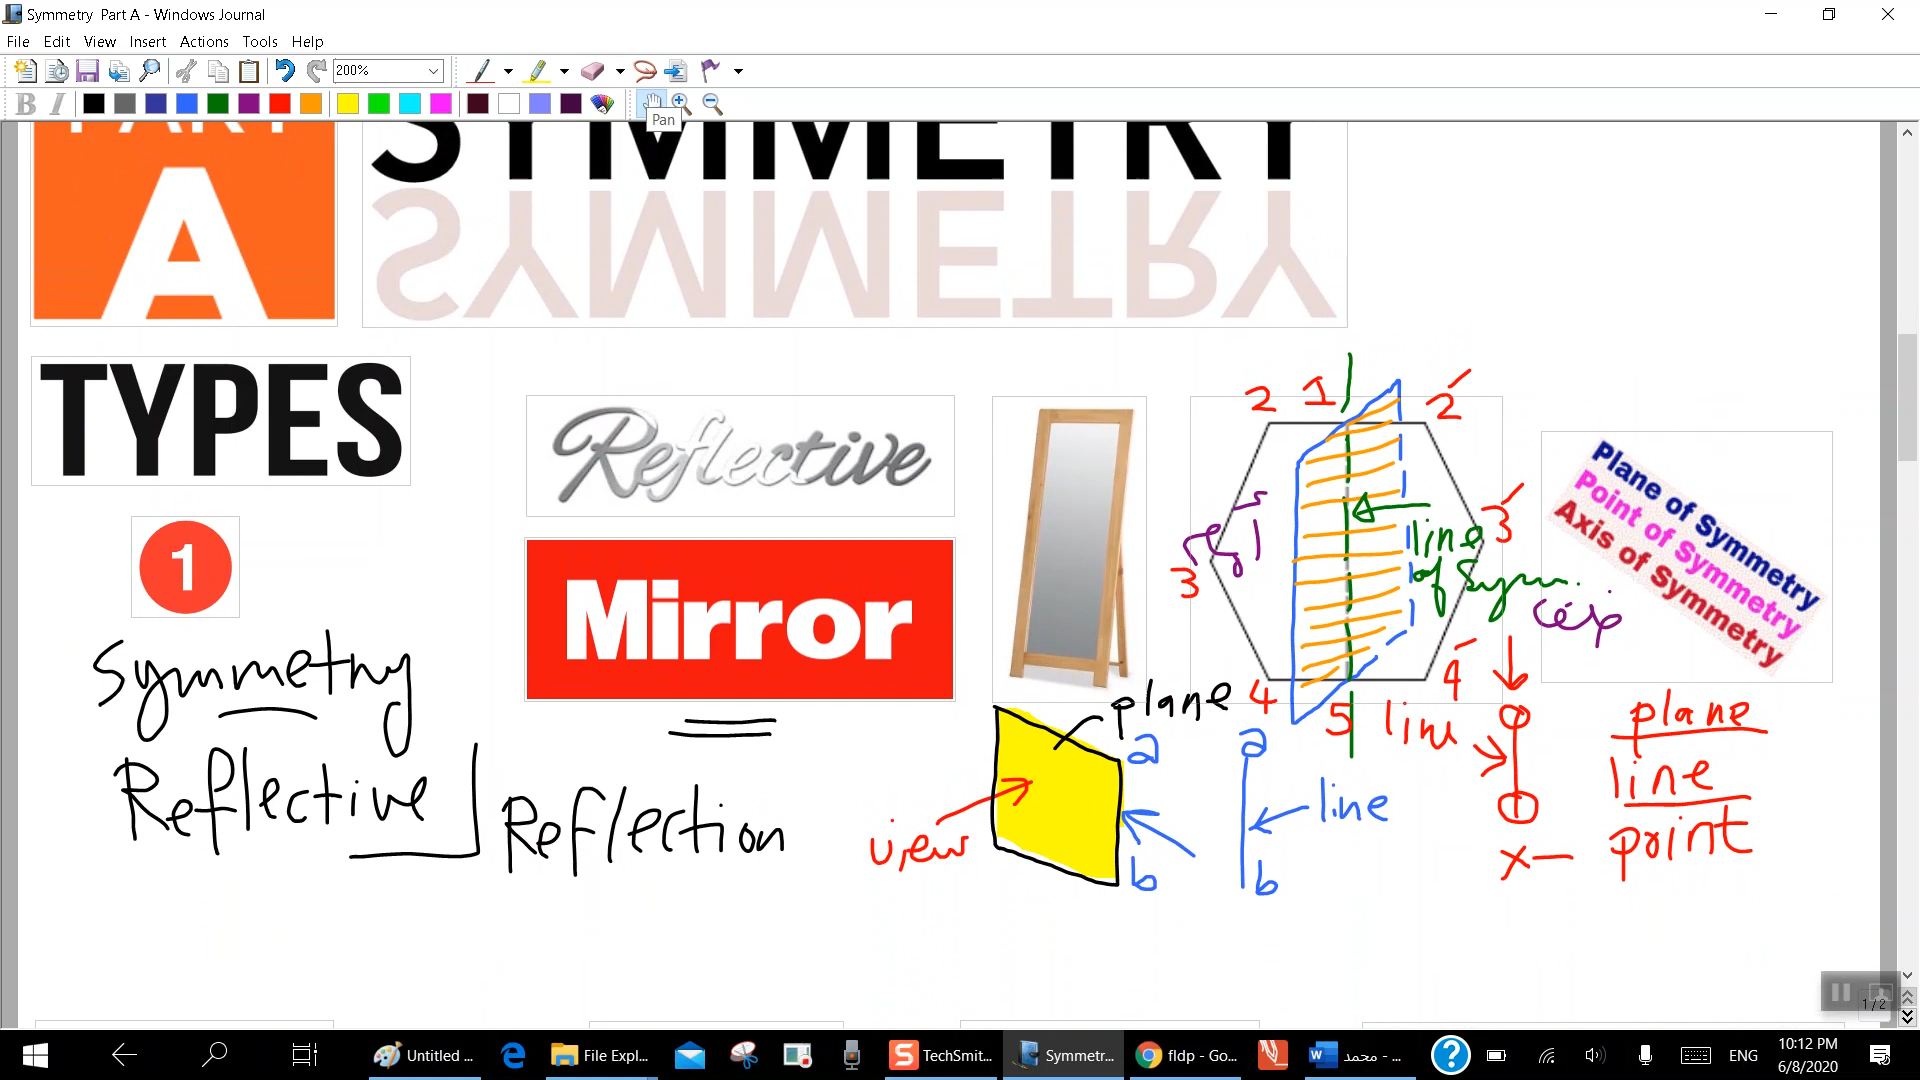 Symmetry Part A - Windows Journal
File Edit View Insert Actions Tools Help
200%
B I
Pan
PART
A
SYMMETRY
SYMMETRY
TYPES
Reflective
Mirror
1
Symmetry
Reflective
Reflection
2 1 2'
3 3'
line
of Symm.
4 4'
5
Plane of Symmetry
Point of Symmetry
Axis of Symmetry
plane
a
b
view
a
line
b
line
x
plane
line
print
1 / 2
Untitled ...
File Expl...
TechSmit...
Symmetr...
fldp - Go...
محمد - ...
ENG
10:12 PM
6/8/2020